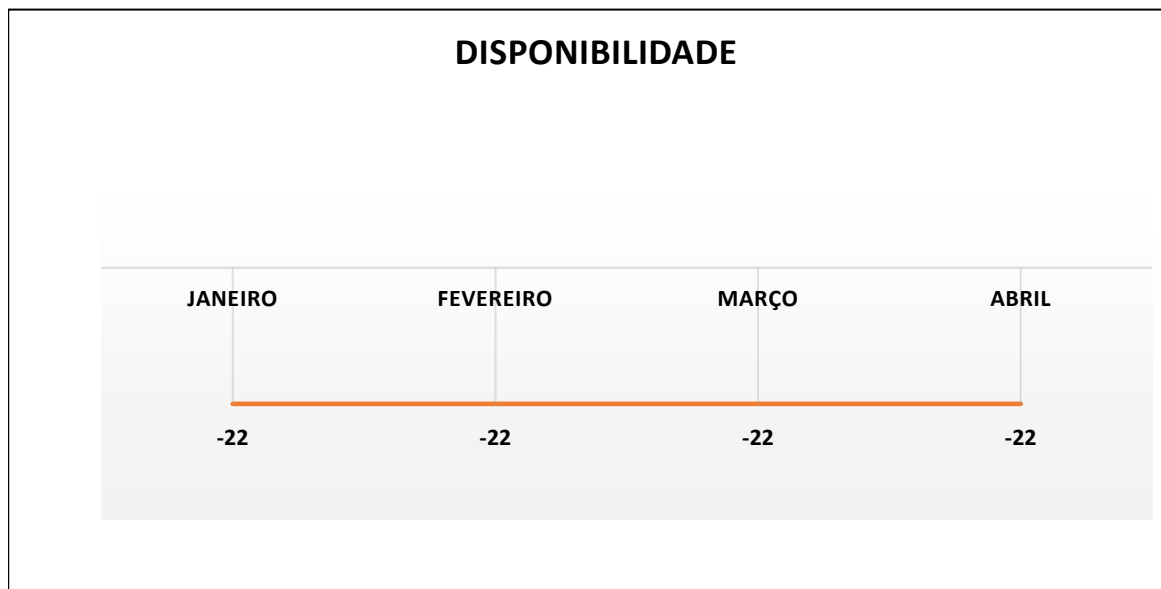 DISPONIBILIDADE
JANEIRO FEVEREIRO MARÇO ABRIL
-22 -22 -22 -22